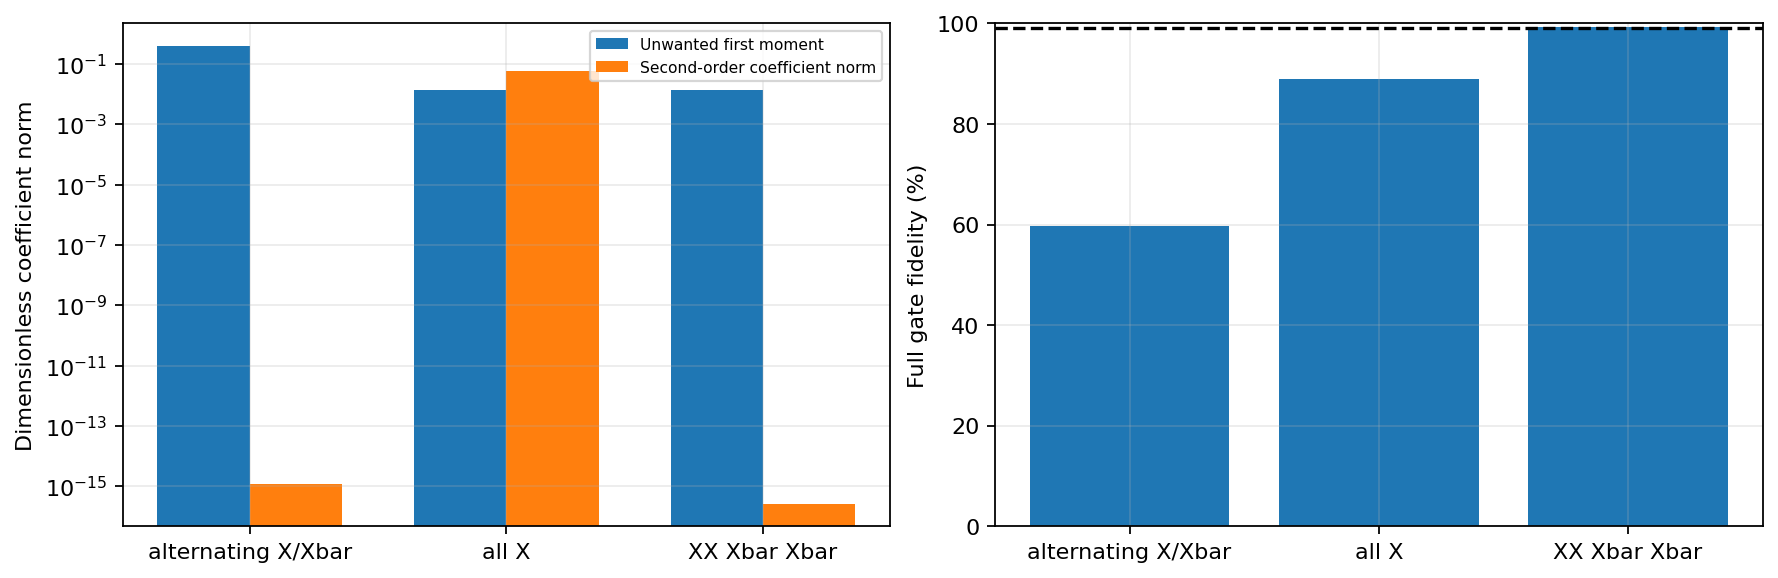 Dimensionless coefficient norm
10⁻¹
10⁻³
10⁻⁵
10⁻⁷
10⁻⁹
10⁻¹¹
10⁻¹³
10⁻¹⁵
Unwanted first moment
Second-order coefficient norm
alternating X/Xbar
all X
XX Xbar Xbar
Full gate fidelity (%)
100
80
60
40
20
0
alternating X/Xbar
all X
XX Xbar Xbar